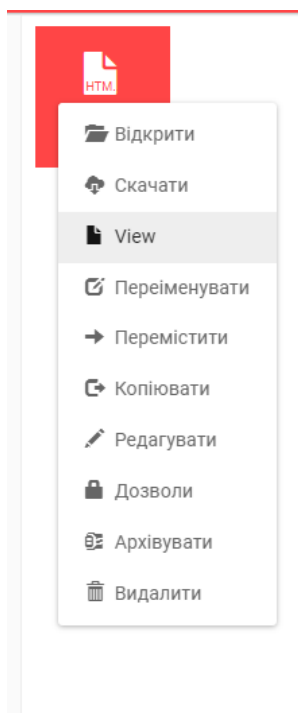 HTM.
Відкрити
Скачати
View
Переіменувати
Перемістити
Копіювати
Редагувати
Дозволи
Архівувати
Видалити